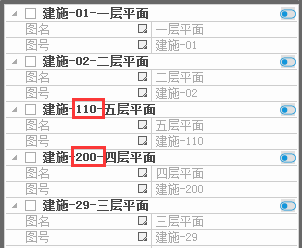 建施-01-一层平面
图名 一层平面
图号 建施-01
建施-02-二层平面
图名 二层平面
图号 建施-02
建施-110-五层平面
图名 五层平面
图号 建施-110
建施-200-四层平面
图名 四层平面
图号 建施-200
建施-29-三层平面
图名 三层平面
图号 建施-29